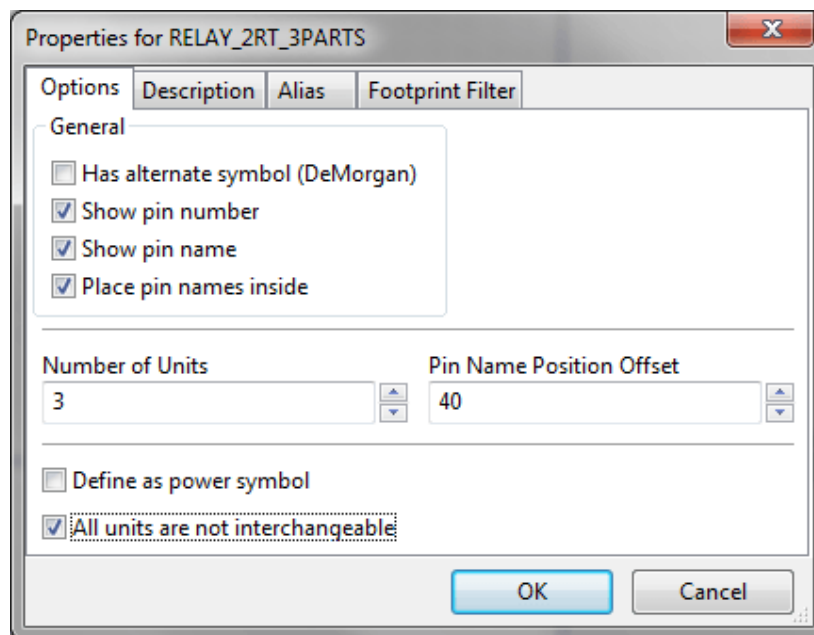 Properties for RELAY_2RT_3PARTS
Options Description Alias Footprint Filter
General
Has alternate symbol (DeMorgan)
Show pin number
Show pin name
Place pin names inside
Number of Units Pin Name Position Offset
3 40
Define as power symbol
All units are not interchangeable
OK Cancel